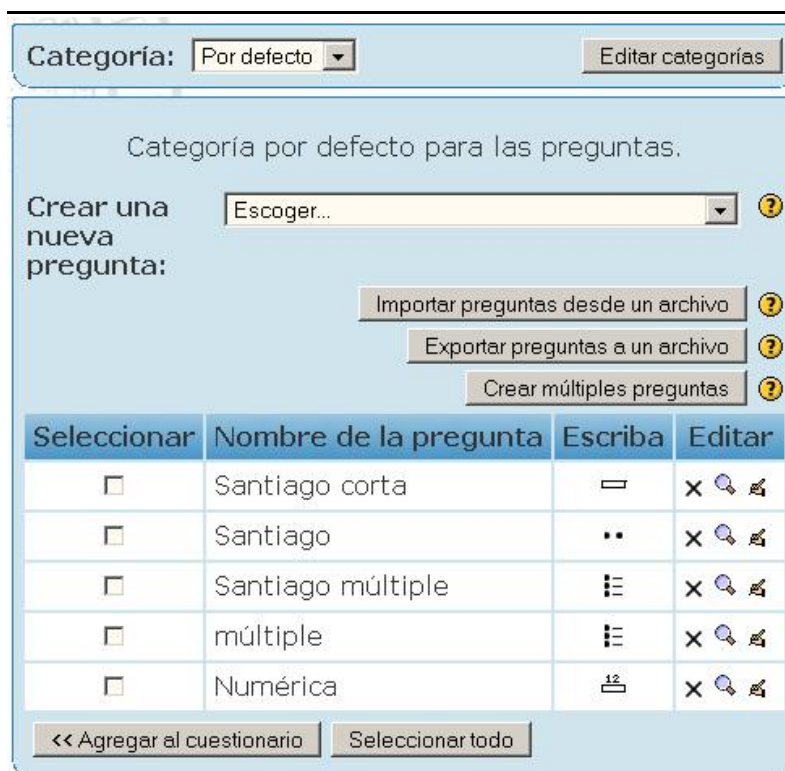 Categoría: Por defecto Editar categorías
Categoría por defecto para las preguntas.
Crear una nueva pregunta: Escoger... ?
Importar preguntas desde un archivo ?
Exportar preguntas a un archivo ?
Crear múltiples preguntas ?
Seleccionar Nombre de la pregunta Escriba Editar
Santiago corta
Santiago
Santiago múltiple
múltiple
Numérica 12
<< Agregar al cuestionario Seleccionar todo